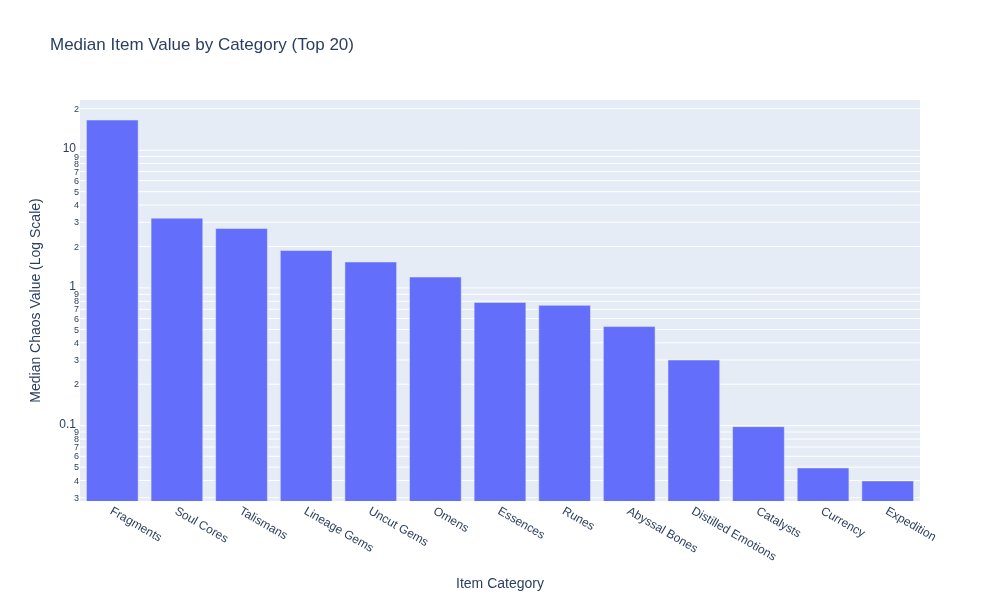 Median Item Value by Category (Top 20)
Median Chaos Value (Log Scale)
2
10
9
8
7
6
5
4
3
2
1
9
8
7
6
5
4
3
2
0.1
9
8
7
6
5
4
3
Fragments
Soul Cores
Talismans
Lineage Gems
Uncut Gems
Omens
Essences
Runes
Abyssal Bones
Distilled Emotions
Catalysts
Currency
Expedition
Item Category